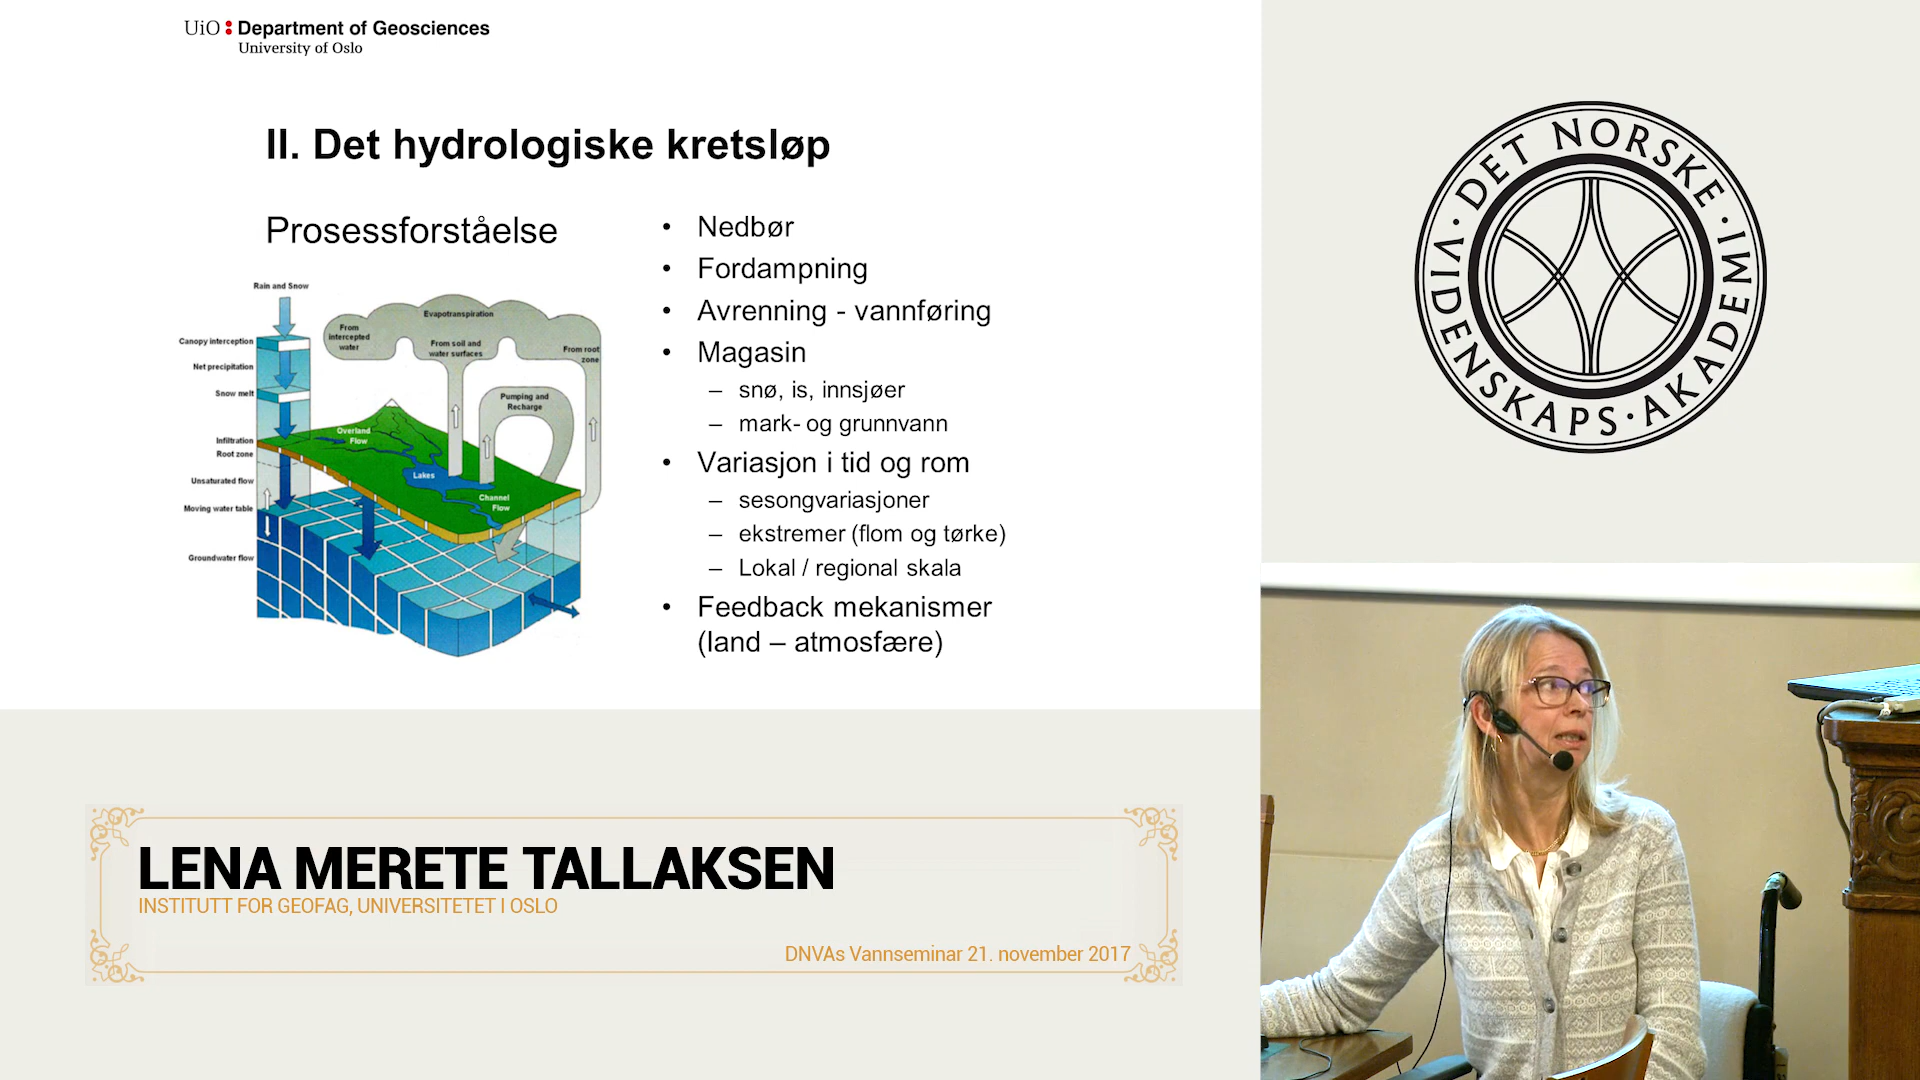 UiO Department of Geosciences
University of Oslo
II. Det hydrologiske kretsløp
Prosessforståelse
Rain and Snow
Canopy interception
Net precipitation
Snow melt
Infiltration
Root zone
Unsaturated flow
Moving water table
Groundwater flow
Evapotranspiration
From
intercepted
water
From soil and
water surfaces
From root
zone
Pumping and
Recharge
Overland
Flow
Lakes
Channel
Flow
• Nedbør
• Fordampning
• Avrenning - vannføring
• Magasin
– snø, is, innsjøer
– mark- og grunnvann
• Variasjon i tid og rom
– sesongvariasjoner
– ekstremer (flom og tørke)
– Lokal / regional skala
• Feedback mekanismer
(land – atmosfære)
DET NORSKE · VIDENSKAPS · AKADEMI ·
LENA MERETE TALLAKSEN
INSTITUTT FOR GEOFAG, UNIVERSITETET I OSLO
DNVAs Vannseminar 21. november 2017